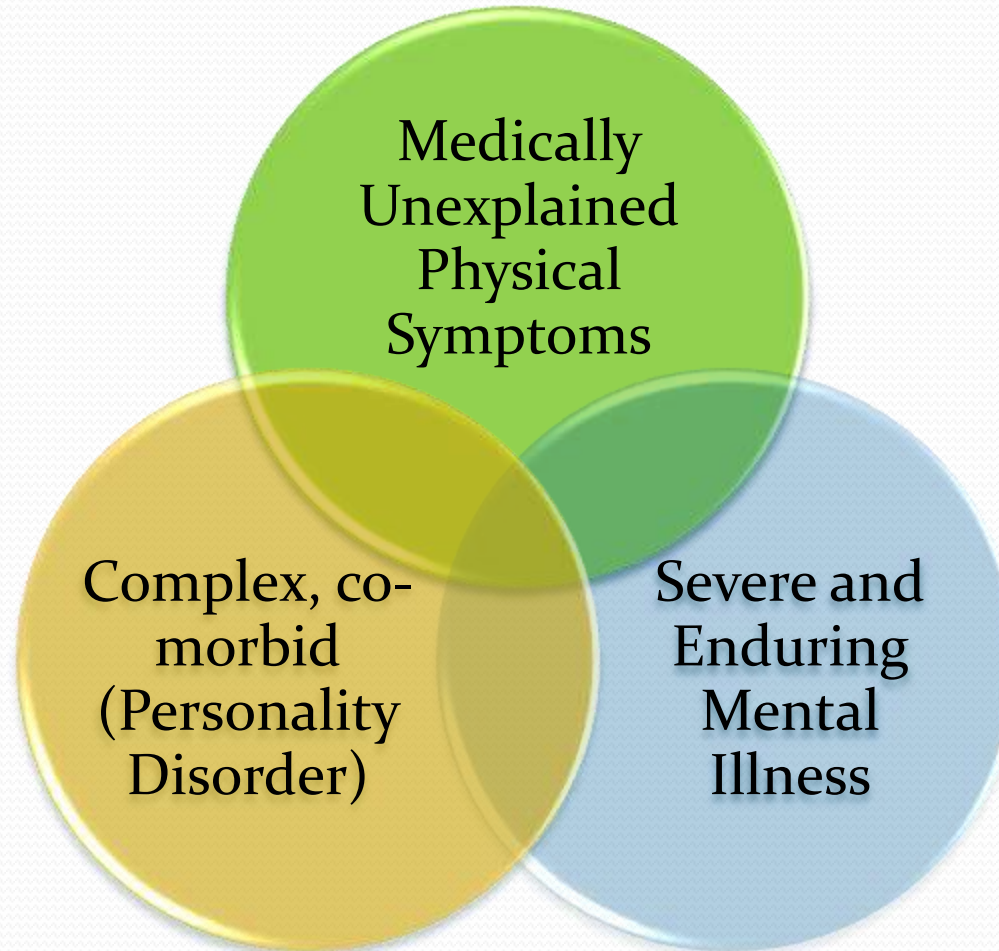 Medically
Unexplained
Physical
Symptoms
Complex, co-
morbid
(Personality
Disorder)
Severe and
Enduring
Mental
Illness